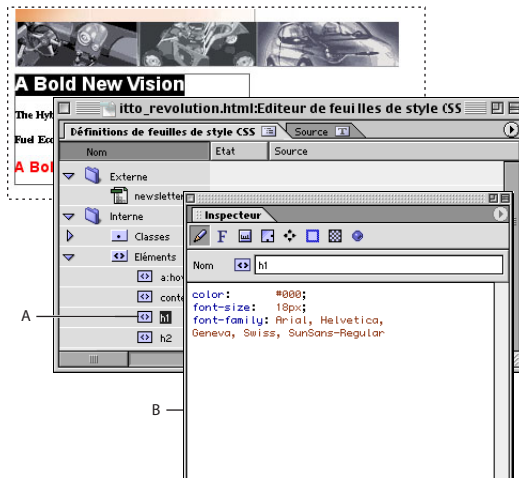 A Bold New Vision
The Hyb
Fuel Eco
A Bol
itto_revolution.html:Editeur de feuilles de style CSS
Définitions de feuilles de style CSS
Source
Nom
Etat
Source
Externe
newsletter
Interne
Classes
Eléments
a:hov
conte
h1
h2
A
B
Inspecteur
Nom
h1
color: #000;
font-size: 18px;
font-family: Arial, Helvetica,
Geneva, Swiss, SunSans-Regular